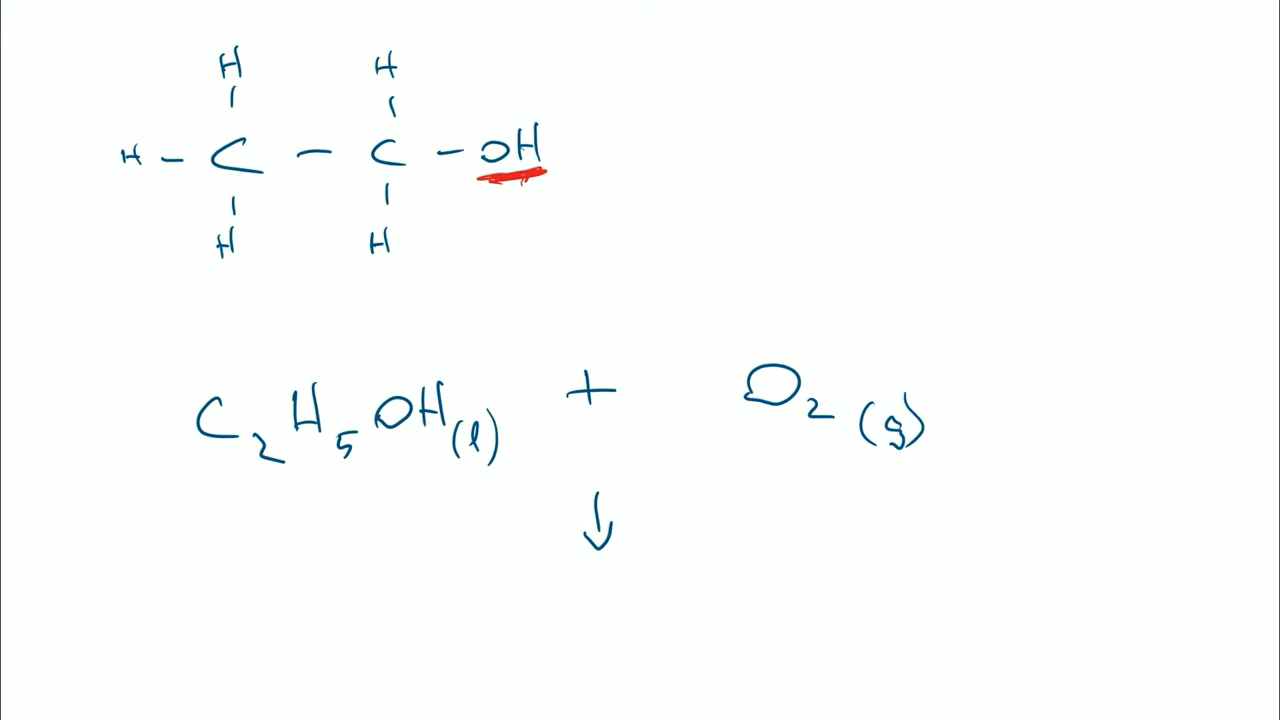 H H
H - C - C - OH
H H
C2H5OH(l) + O2 (g)
↓